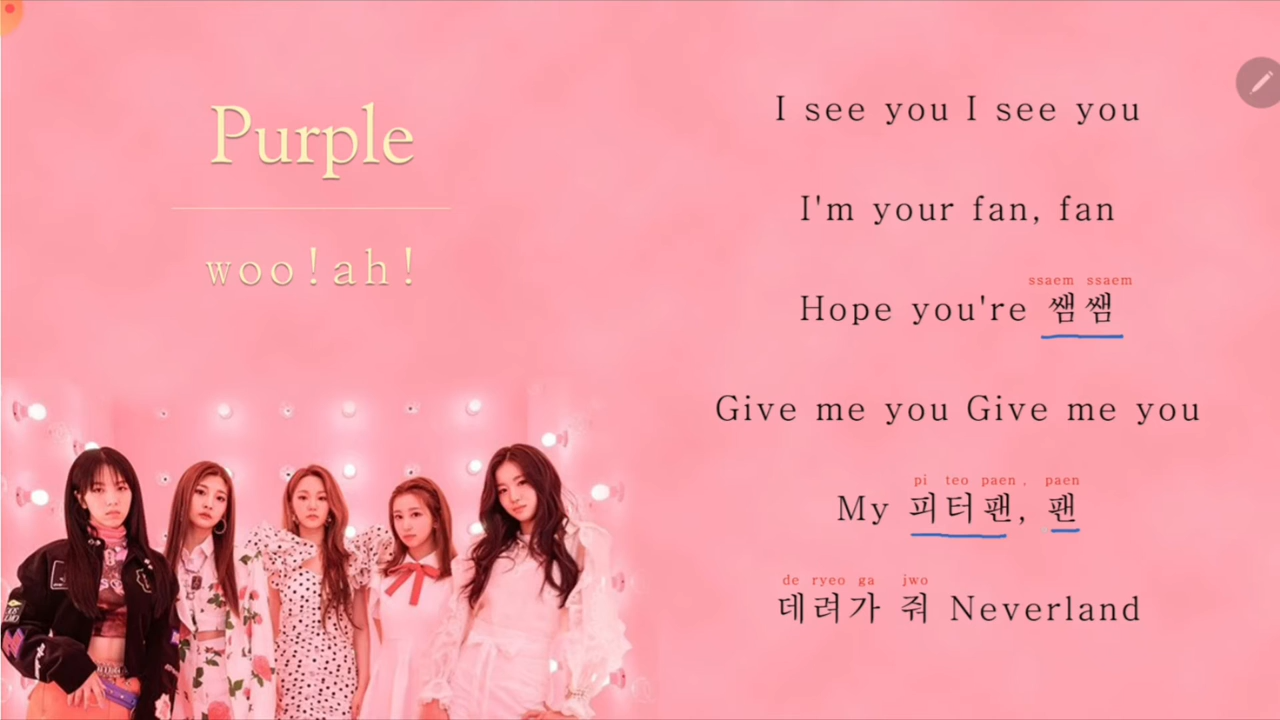 Purple
woo!ah!
I see you I see you
I'm your fan, fan
ssaem ssaem
Hope you're 쌤쌤
Give me you Give me you
pi teo paen, paen
My 피터팬, 팬
de ryeo ga jwo
데려가 줘 Neverland